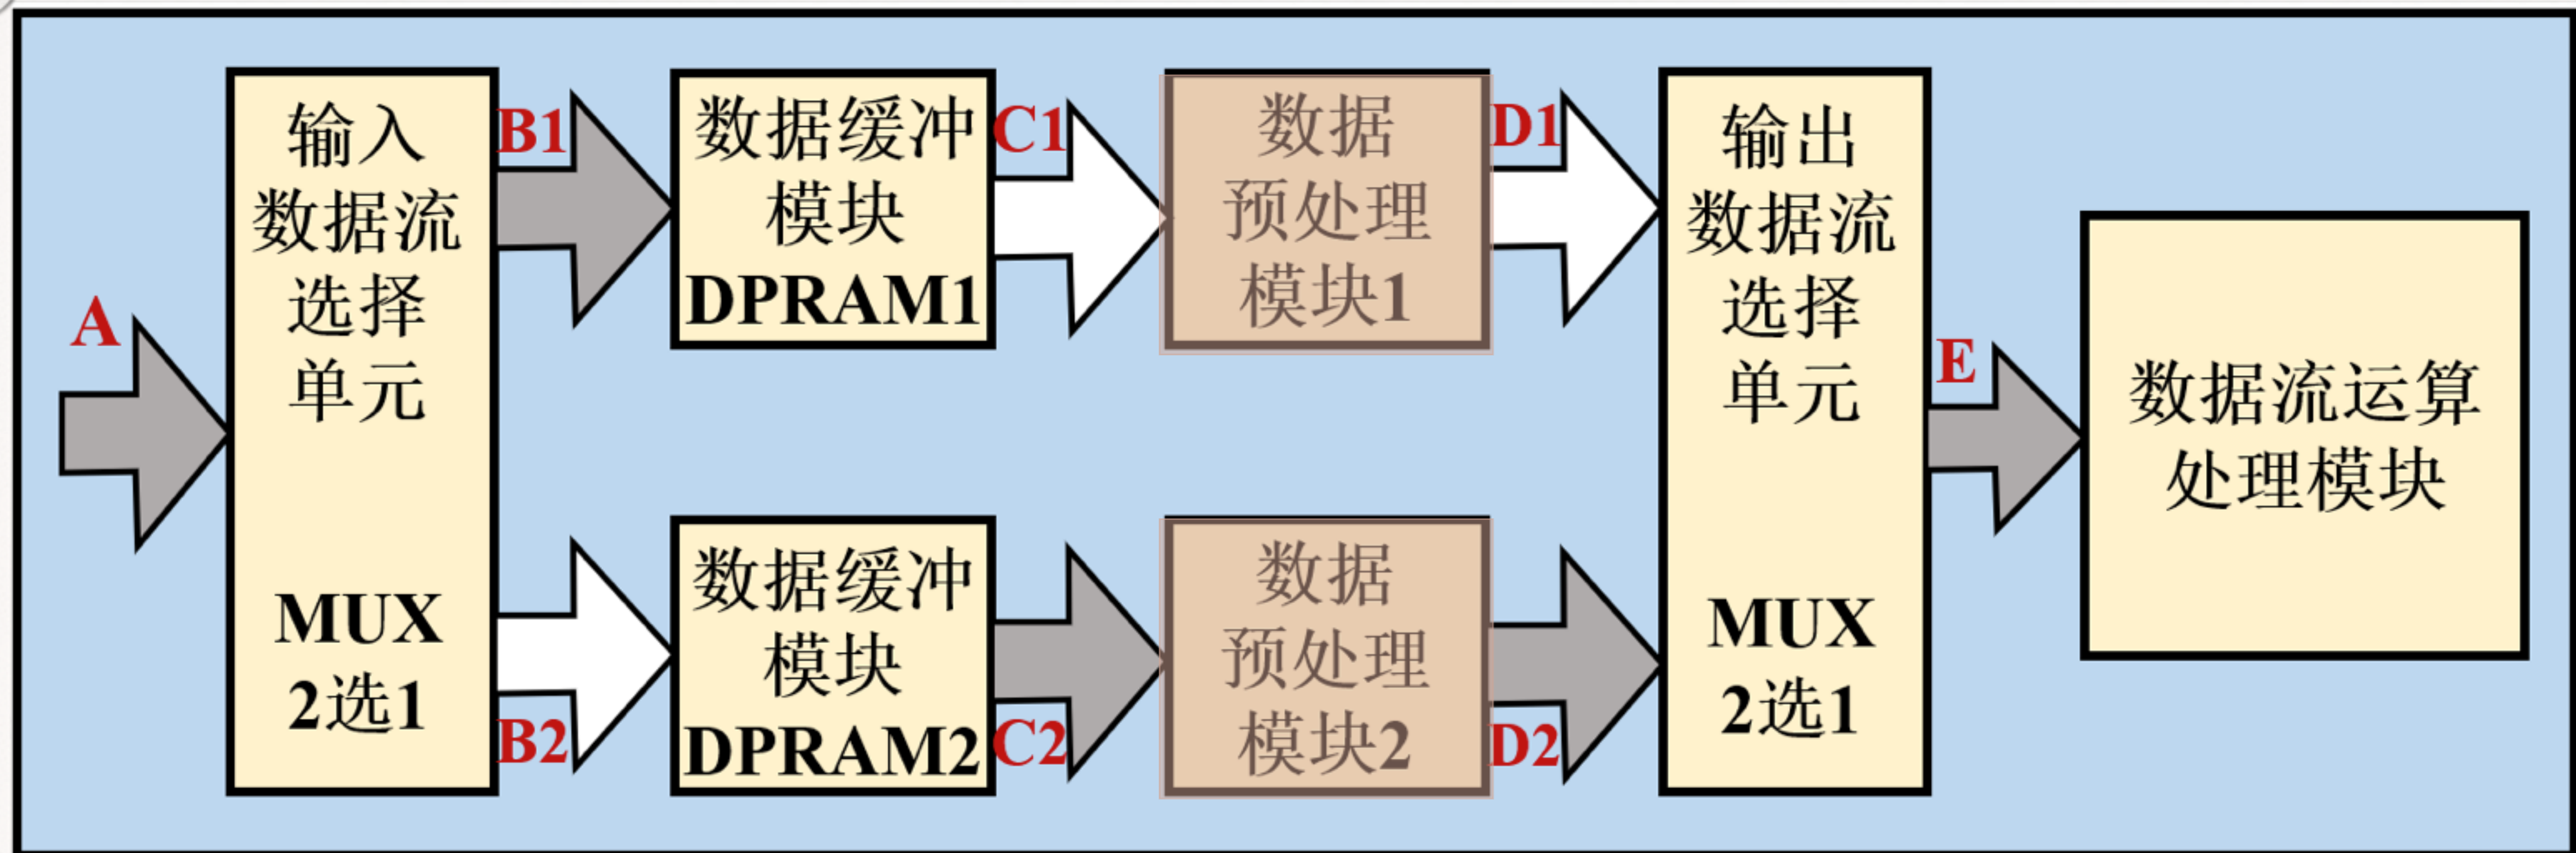 A
输入
数据流
选择
单元
MUX
2选1
B1
B2
数据缓冲
模块
DPRAM1
数据缓冲
模块
DPRAM2
C1
C2
数据
预处理
模块1
数据
预处理
模块2
D1
D2
输出
数据流
选择
单元
MUX
2选1
E
数据流运算
处理模块